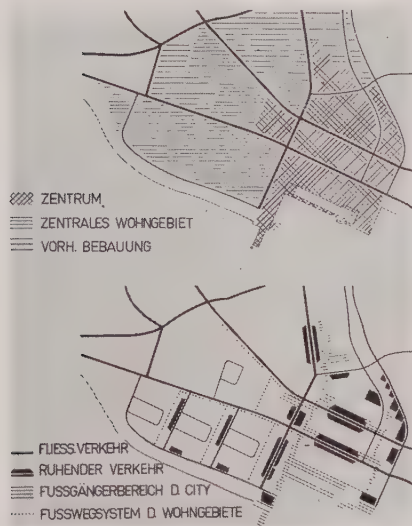 ZENTRUM
ZENTRALES WOHNGEBIET
VORH. BEBAUUNG
FLIESS.VERKEHR
RUHENDER VERKEHR
FUSSGÄNGERBEREICH D. CITY
FUSSWEGSYSTEM D. WOHNGEBIETE